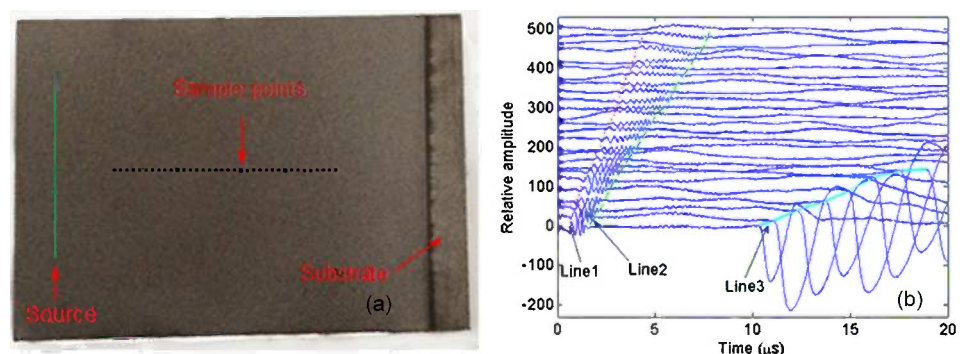 Sampler points
Substrate
Source
(a)
Relative amplitude
500
400
300
200
100
0
-100
-200
Line1
Line2
Line3
(b)
0
5
10
15
20
Time (μs)